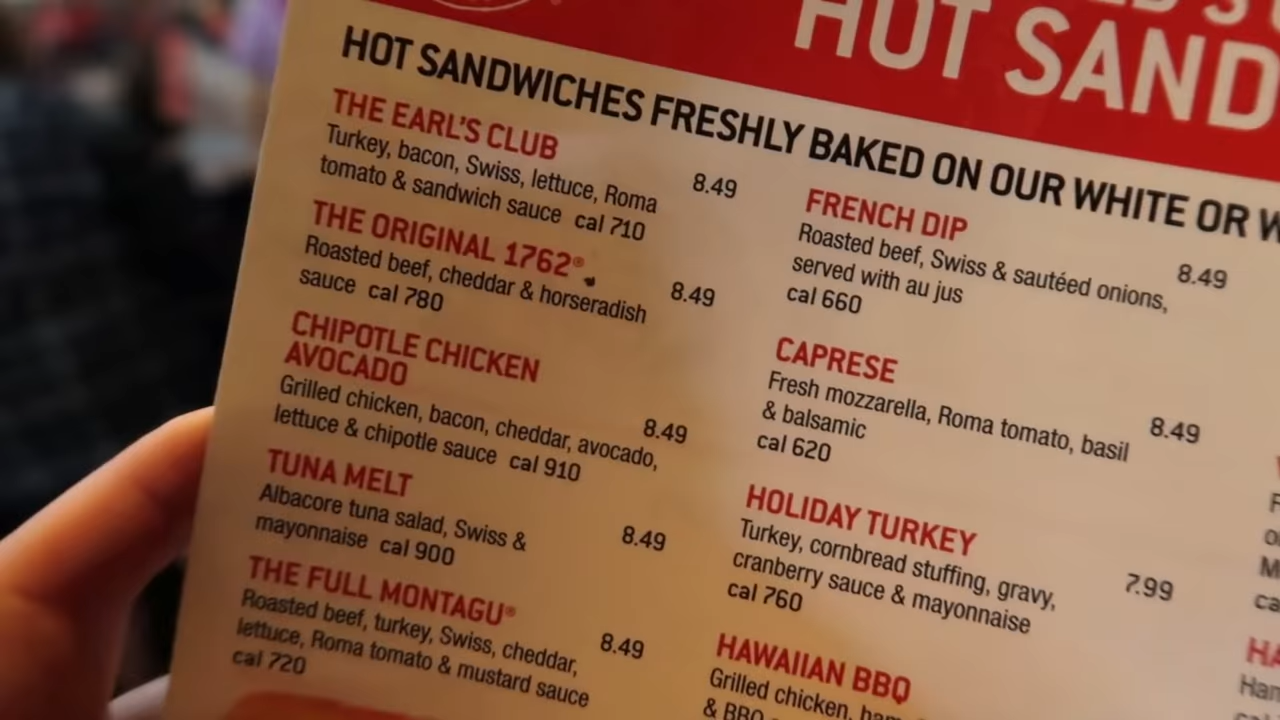 HOT SAND
HOT SANDWICHES FRESHLY BAKED ON OUR WHITE OR
THE EARL'S CLUB
Turkey, bacon, Swiss, lettuce, Roma
tomato & sandwich sauce cal 710
8.49
THE ORIGINAL 1762®
Roasted beef, cheddar & horseradish
sauce cal 780
8.49
CHIPOTLE CHICKEN
AVOCADO
Grilled chicken, bacon, cheddar, avocado,
lettuce & chipotle sauce cal 910
8.49
TUNA MELT
Albacore tuna salad, Swiss &
mayonnaise cal 900
8.49
THE FULL MONTAGU®
Roasted beef, turkey, Swiss, cheddar,
lettuce, Roma tomato & mustard sauce
cal 720
8.49
FRENCH DIP
Roasted beef, Swiss & sautéed onions,
served with au jus
cal 660
8.49
CAPRESE
Fresh mozzarella, Roma tomato, basil
& balsamic
cal 620
8.49
HOLIDAY TURKEY
Turkey, cornbread stuffing, gravy,
cranberry sauce & mayonnaise
cal 760
7.99
HAWAIIAN BBQ
Grilled chicken, ham
& BBQ